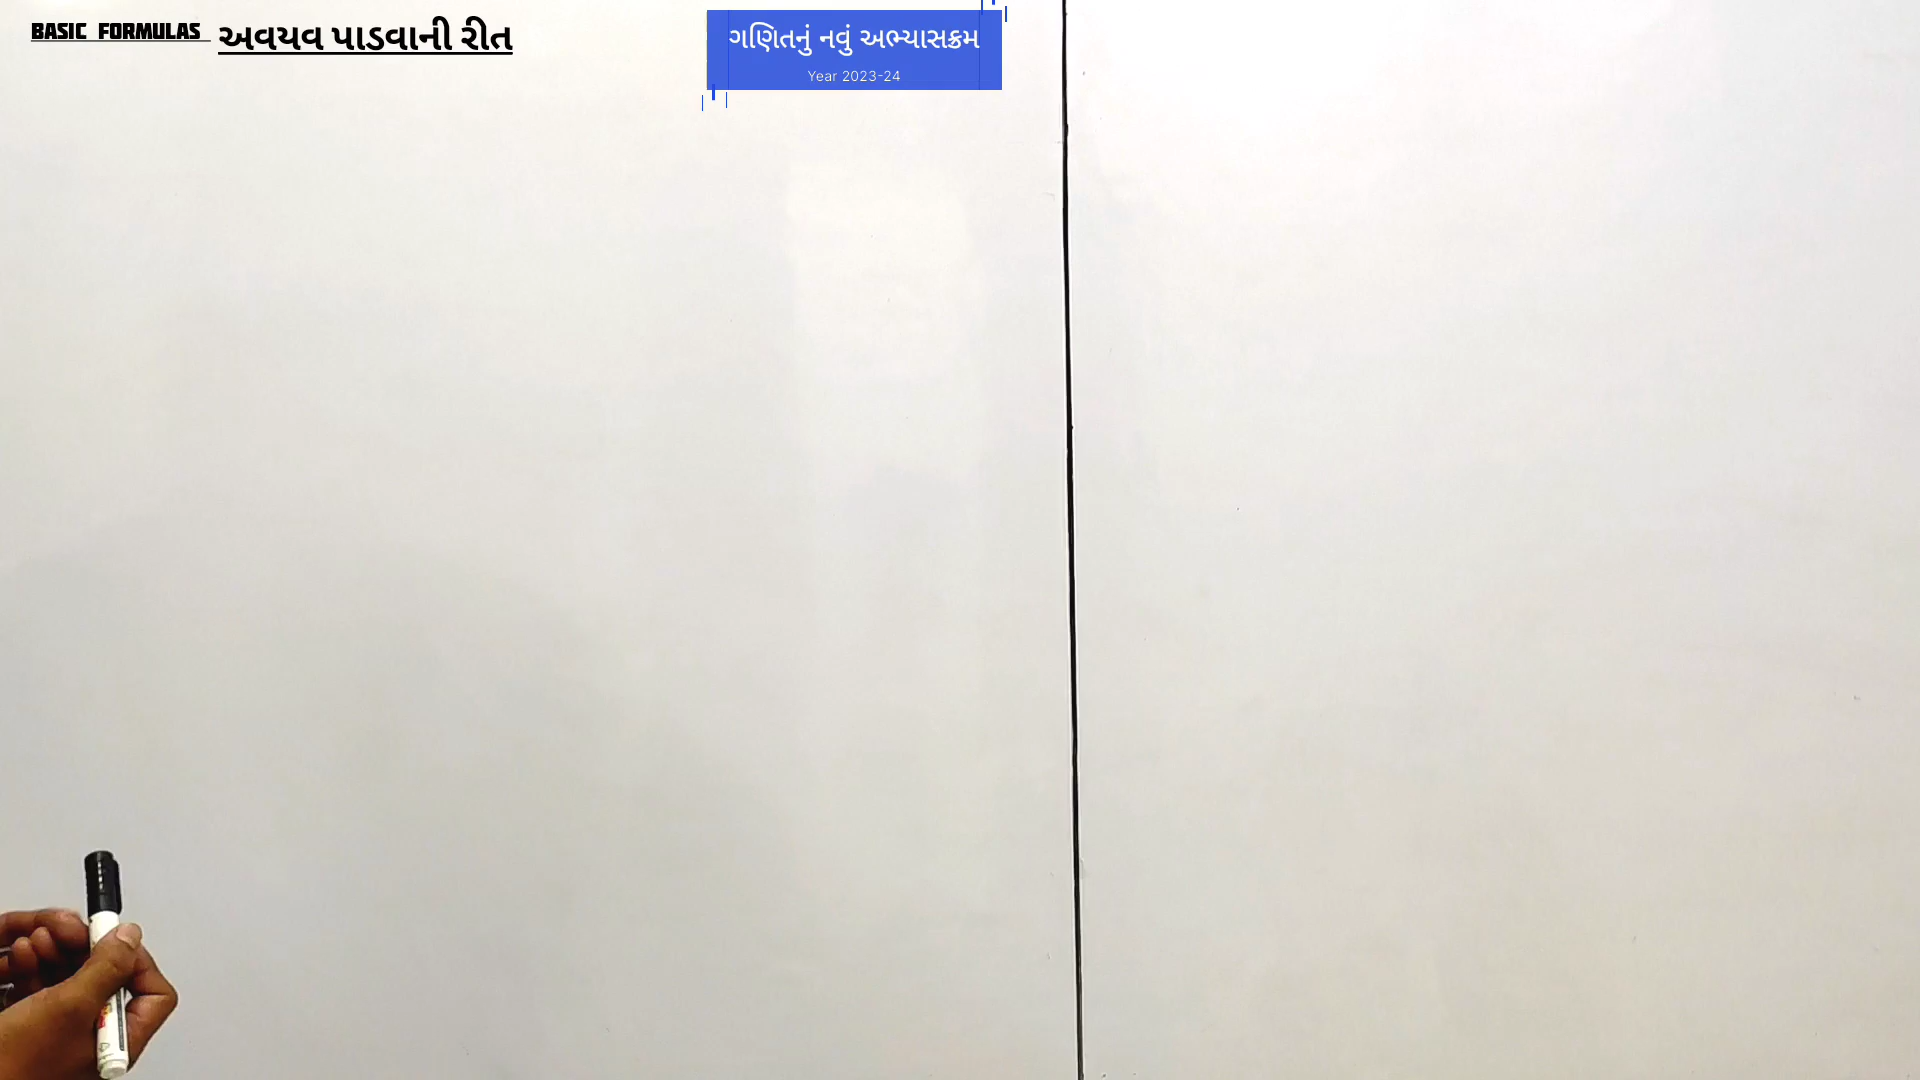 BASIC FORMULAS અવયવ પાડવાની રીત
ગણિતનું નવું અભ્યાસક્રમ
Year 2023-24